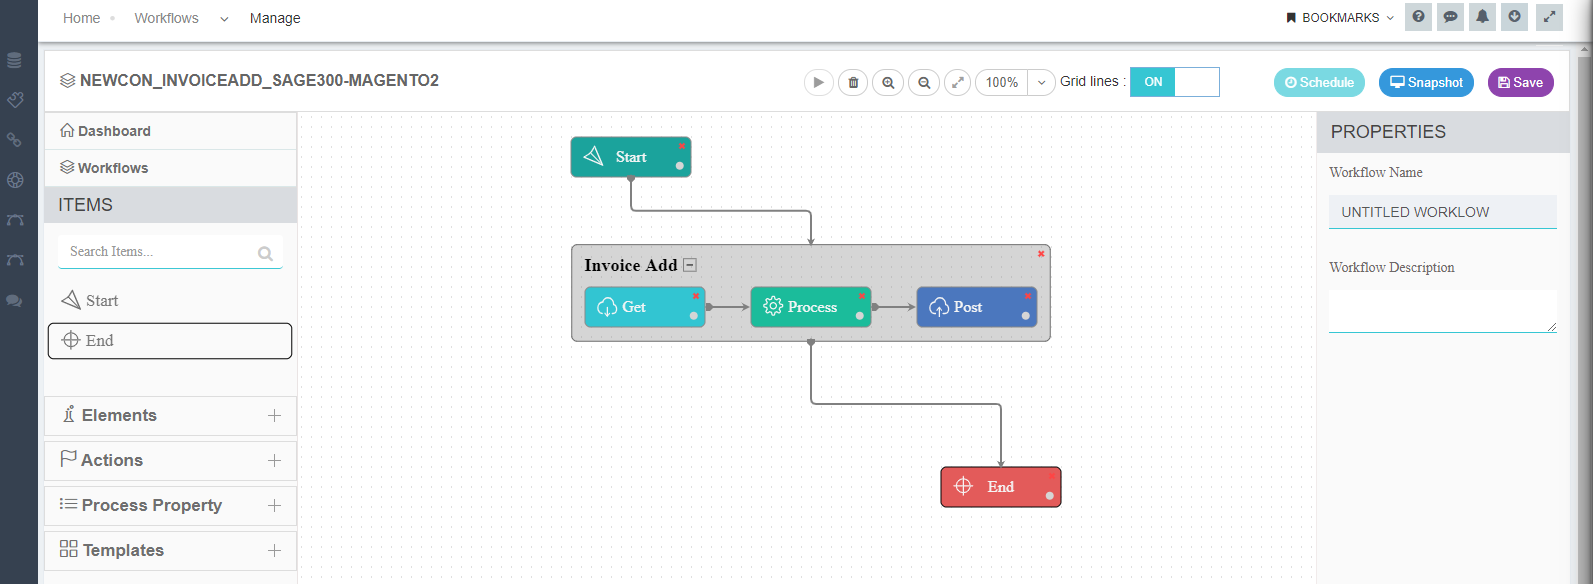 Home Workflows Manage
BOOKMARKS
NEWCON_INVOICEADD_SAGE300-MAGENTO2
100% Grid lines : ON
Schedule Snapshot Save
Dashboard
Workflows
ITEMS
Search Items...
Start
End
Elements
Actions
Process Property
Templates
Start
Invoice Add
Get Process Post
End
PROPERTIES
Workflow Name
UNTITLED WORKLOW
Workflow Description